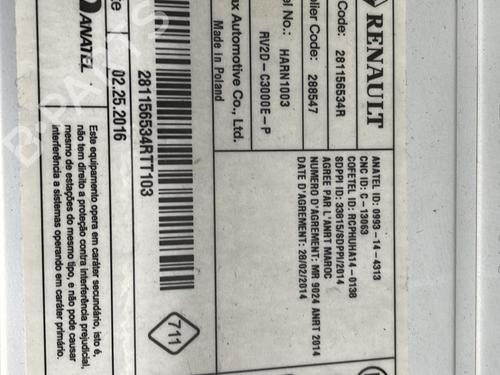 RENAULT
Code: 281156534R
plier Code: 288547
el No.: HARN1003
RV2D-C3000E-P
ax Automotive Co., Ltd.
Made in Poland
ANATEL ID: 0993-14-4313
CNC ID: C-13063
COFETEL ID: RCPHUHA14-0138
SDPPI ID: 33815/SDPPI/2014
AGREE PAR L'ANRT MAROC
NUMERO D'AGREMENT: MR 9024 ANRT 2014
DATE D'AGREMENT: 28/02/2014
281156534RTT103
711
02.25.2016
ANATEL
Este equipamento opera em caráter secundário, isto é,
não tem direito a proteção contra interferência prejudicial,
mesmo de estações do mesmo tipo, e não pode causar
interferência a sistemas operando em caráter primário.